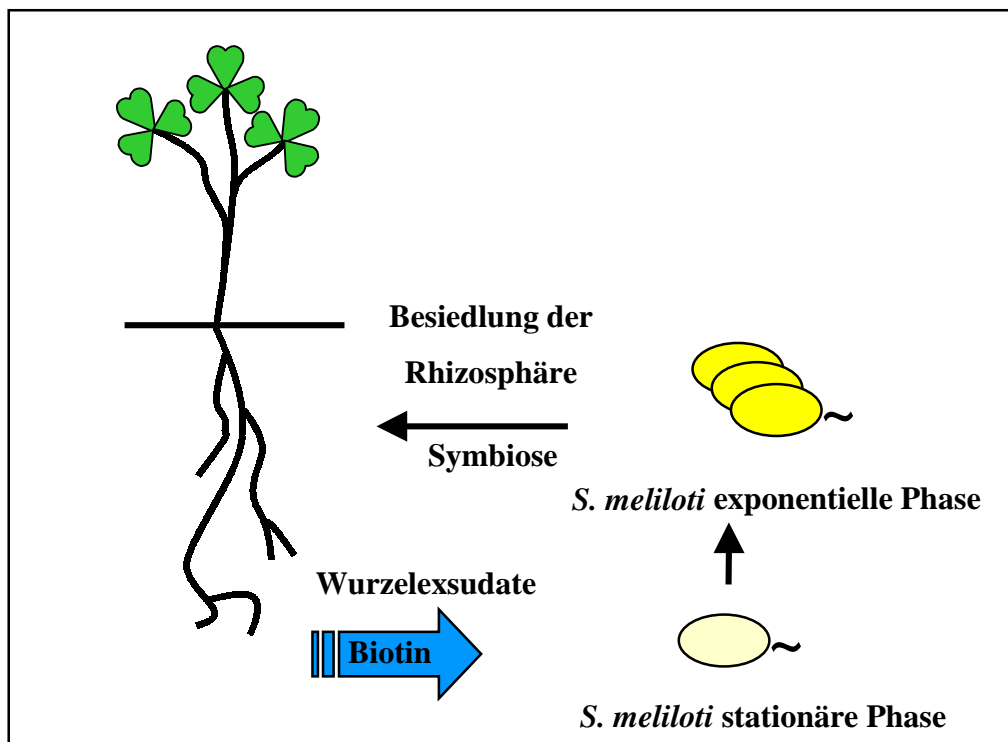 Besiedlung der
Rhizosphäre
Symbiose
S. meliloti exponentielle Phase
Wurzelexsudate
Biotin
S. meliloti stationäre Phase